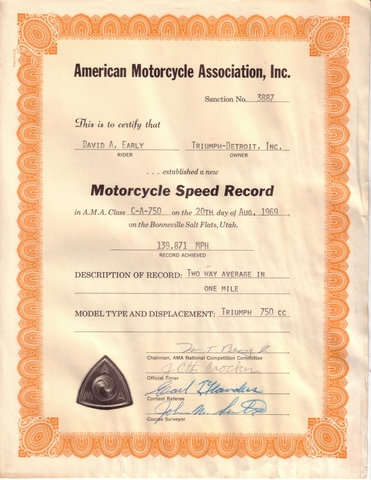 American Motorcycle Association, Inc.
Sanction No. 3887
This is to certify that
David A. Early Triumph-Detroit, Inc.
RIDER OWNER
. . . established a new
Motorcycle Speed Record
in A.M.A. Class C-A-750 on the 20th day of Aug. 1969
on the Bonneville Salt Flats, Utah.
139.871 MPH
RECORD ACHIEVED
DESCRIPTION OF RECORD: Two way average in
one mile
MODEL TYPE AND DISPLACEMENT: Triumph 750 cc
Chairman, AMA National Competition Committee
Official Timer
Earl Flanders
Contest Referee
John M.
Course Surveyor
A M A